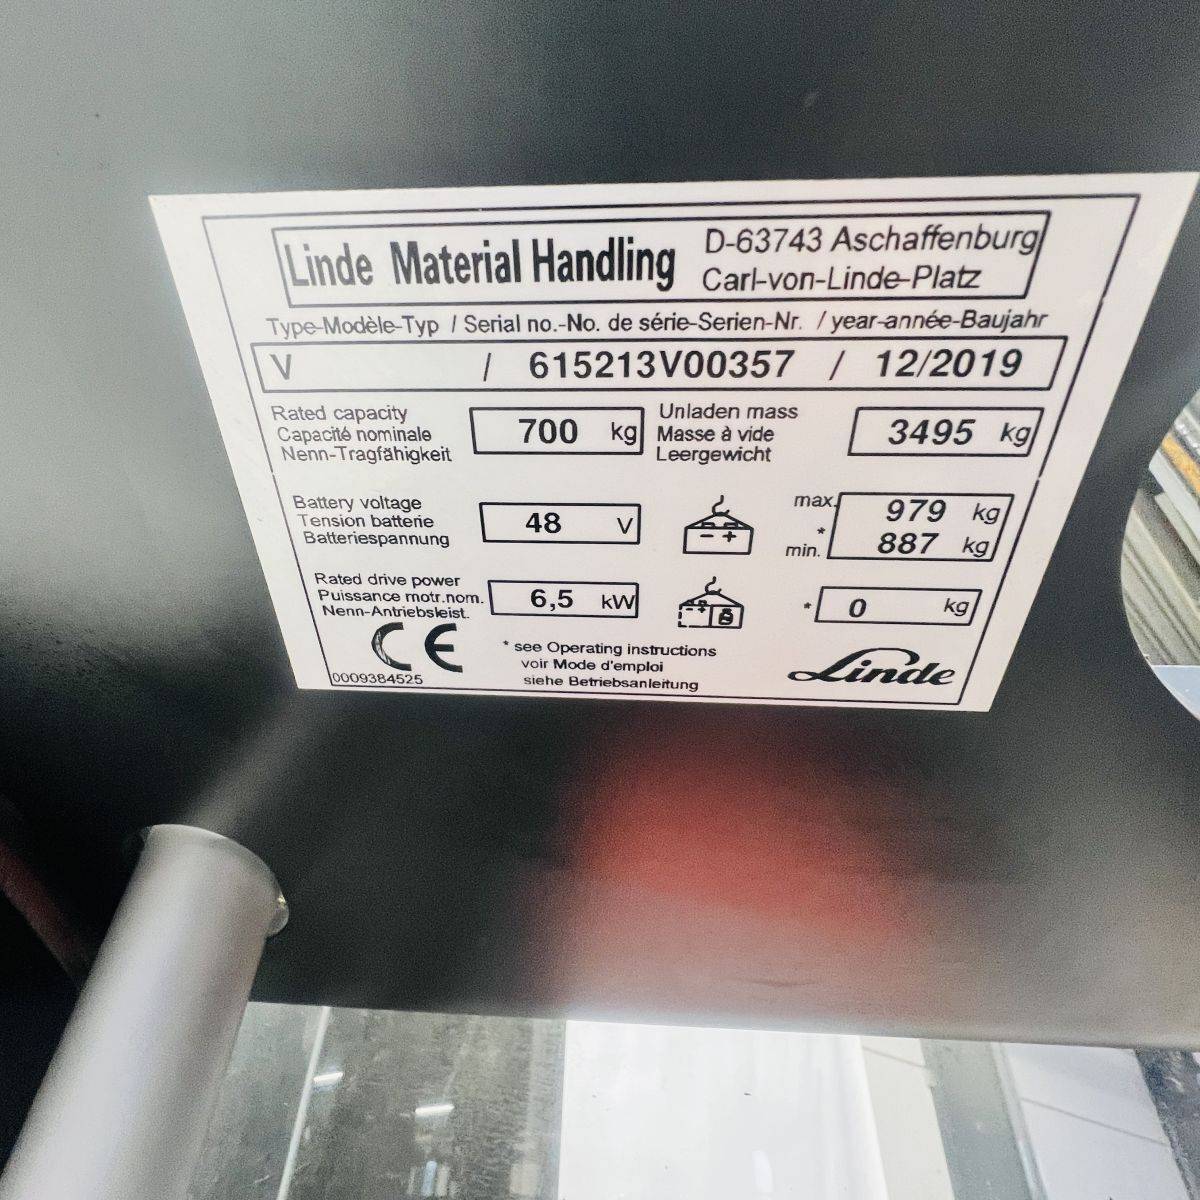 Linde Material Handling
D-63743 Aschaffenburg
Carl-von-Linde-Platz
Type-Modèle-Typ / Serial no.-No. de série-Serien-Nr. / year-année-Baujahr
V / 615213V00357 / 12/2019
Rated capacity
Capacité nominale
Nenn-Tragfähigkeit
700 kg
Unladen mass
Masse à vide
Leergewicht
3495 kg
Battery voltage
Tension batterie
Batteriespannung
48 V
- +
max. 979 kg
*
min. 887 kg
Rated drive power
Puissance motr.nom.
Nenn-Antriebsleist.
6,5 kW
* 0 kg
CE
0009384525
* see Operating instructions
voir Mode d'emploi
siehe Betriebsanleitung
Linde